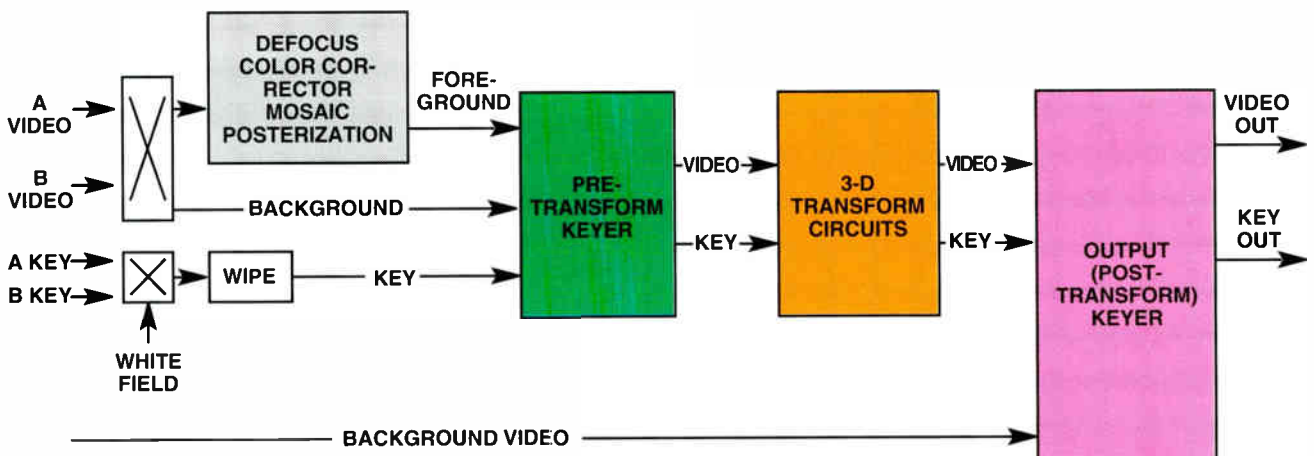 DEFOCUS
COLOR COR-
RECTOR
MOSAIC
POSTERIZATION
FORE-
GROUND
A
VIDEO
B
VIDEO
BACKGROUND
A KEY
B KEY
WIPE
KEY
WHITE
FIELD
PRE-
TRANSFORM
KEYER
VIDEO
KEY
3-D
TRANSFORM
CIRCUITS
VIDEO
KEY
OUTPUT
(POST-
TRANSFORM)
KEYER
VIDEO
OUT
KEY
OUT
BACKGROUND VIDEO